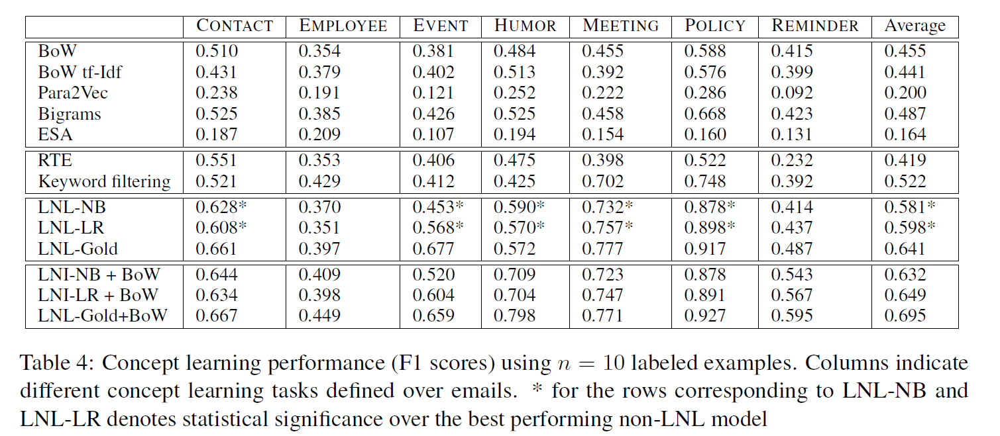 CONTACT EMPLOYEE EVENT HUMOR MEETING POLICY REMINDER Average
BoW 0.510 0.354 0.381 0.484 0.455 0.588 0.415 0.455
BoW tf-Idf 0.431 0.379 0.402 0.513 0.392 0.576 0.399 0.441
Para2Vec 0.238 0.191 0.121 0.252 0.222 0.286 0.092 0.200
Bigrams 0.525 0.385 0.426 0.525 0.458 0.668 0.423 0.487
ESA 0.187 0.209 0.107 0.194 0.154 0.160 0.131 0.164
RTE 0.551 0.353 0.406 0.475 0.398 0.522 0.232 0.419
Keyword filtering 0.521 0.429 0.412 0.425 0.702 0.748 0.392 0.522
LNL-NB 0.628* 0.370 0.453* 0.590* 0.732* 0.878* 0.414 0.581*
LNL-LR 0.608* 0.351 0.568* 0.570* 0.757* 0.898* 0.437 0.598*
LNL-Gold 0.661 0.397 0.677 0.572 0.777 0.917 0.487 0.641
LNI-NB + BoW 0.644 0.409 0.520 0.709 0.723 0.878 0.543 0.632
LNI-LR + BoW 0.634 0.398 0.604 0.704 0.747 0.891 0.567 0.649
LNL-Gold+BoW 0.667 0.449 0.659 0.798 0.771 0.927 0.595 0.695
Table 4: Concept learning performance (F1 scores) using n = 10 labeled examples. Columns indicate
different concept learning tasks defined over emails. * for the rows corresponding to LNL-NB and
LNL-LR denotes statistical significance over the best performing non-LNL model